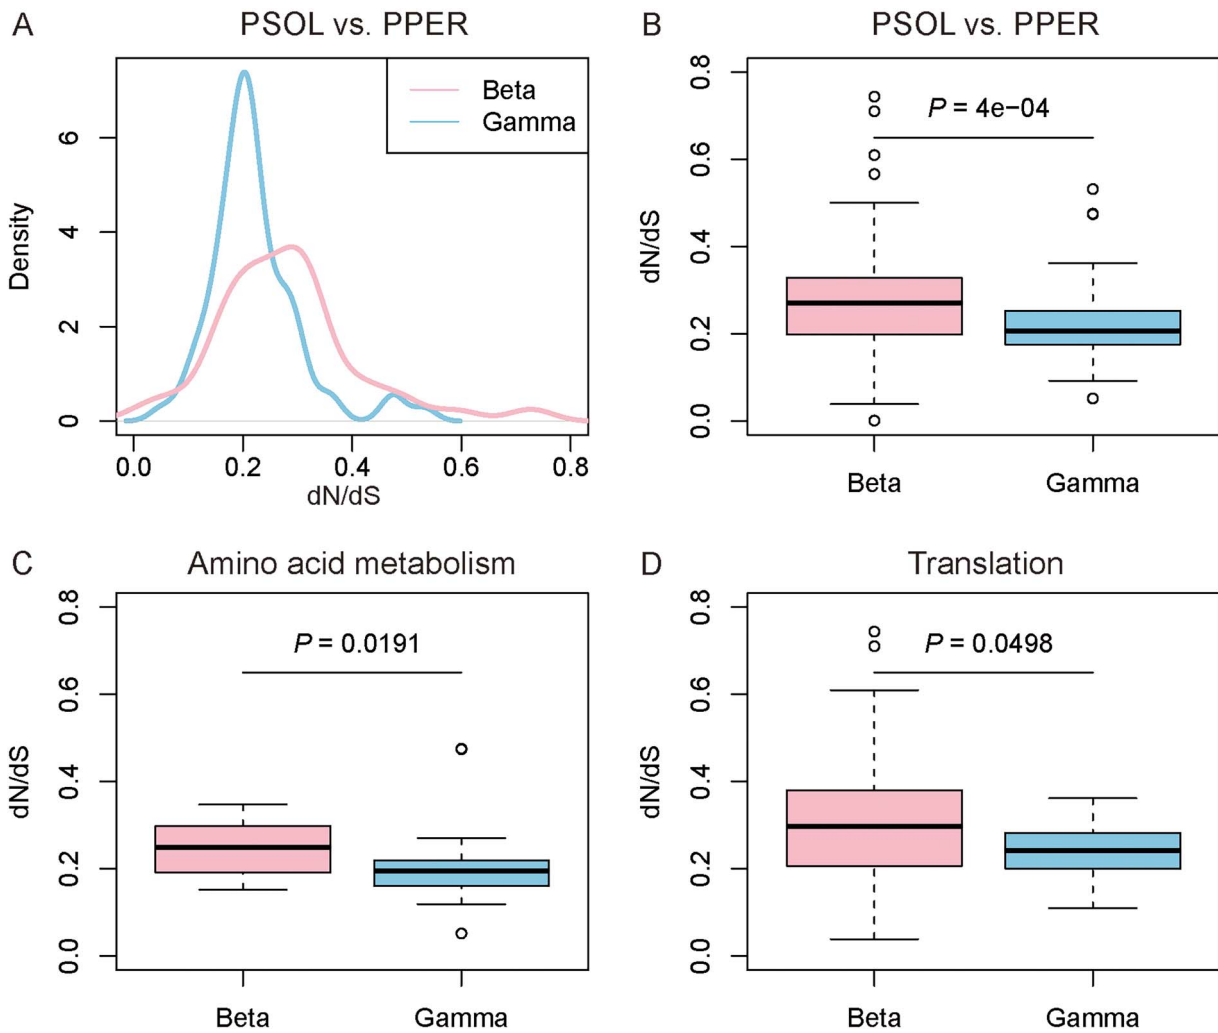 A
PSOL vs. PPER
Beta
Gamma
Density
0
2
4
6
0.0
0.2
0.4
0.6
0.8
dN/dS
B
PSOL vs. PPER
P = 4e−04
dN/dS
0.0
0.2
0.4
0.6
0.8
Beta
Gamma
C
Amino acid metabolism
P = 0.0191
dN/dS
0.0
0.2
0.4
0.6
0.8
Beta
Gamma
D
Translation
P = 0.0498
dN/dS
0.0
0.2
0.4
0.6
0.8
Beta
Gamma